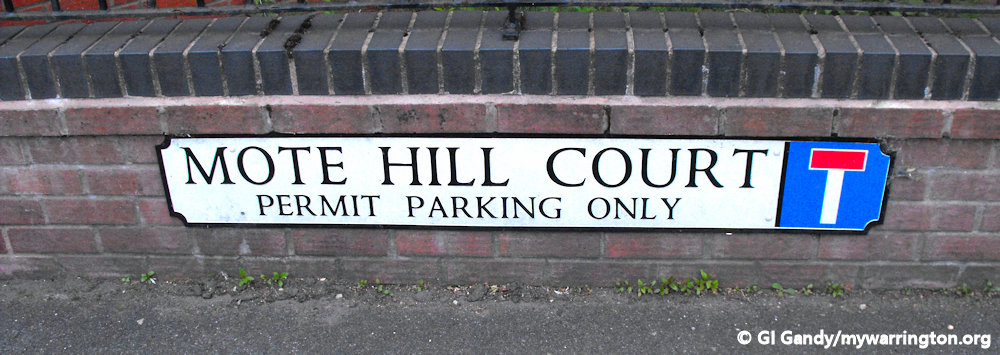 MOTE HILL COURT
PERMIT PARKING ONLY
© GI Gandy/mywarrington.org